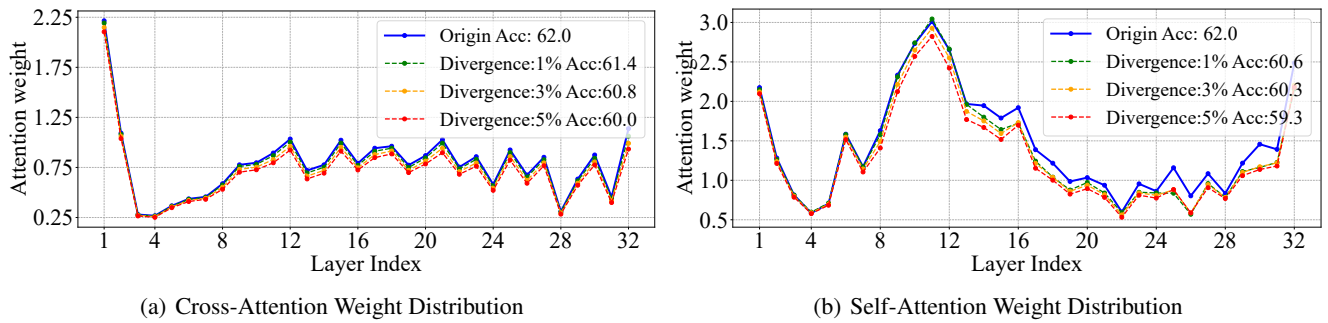 2.25
1.75
1.25
0.75
0.25
Attention weight
Origin Acc: 62.0
Divergence:1% Acc:61.4
Divergence:3% Acc:60.8
Divergence:5% Acc:60.0
1 4 8 12 16 20 24 28 32
Layer Index
(a) Cross-Attention Weight Distribution
3.0
2.5
2.0
1.5
1.0
0.5
Attention weight
Origin Acc: 62.0
Divergence:1% Acc:60.6
Divergence:3% Acc:60.3
Divergence:5% Acc:59.3
1 4 8 12 16 20 24 28 32
Layer Index
(b) Self-Attention Weight Distribution